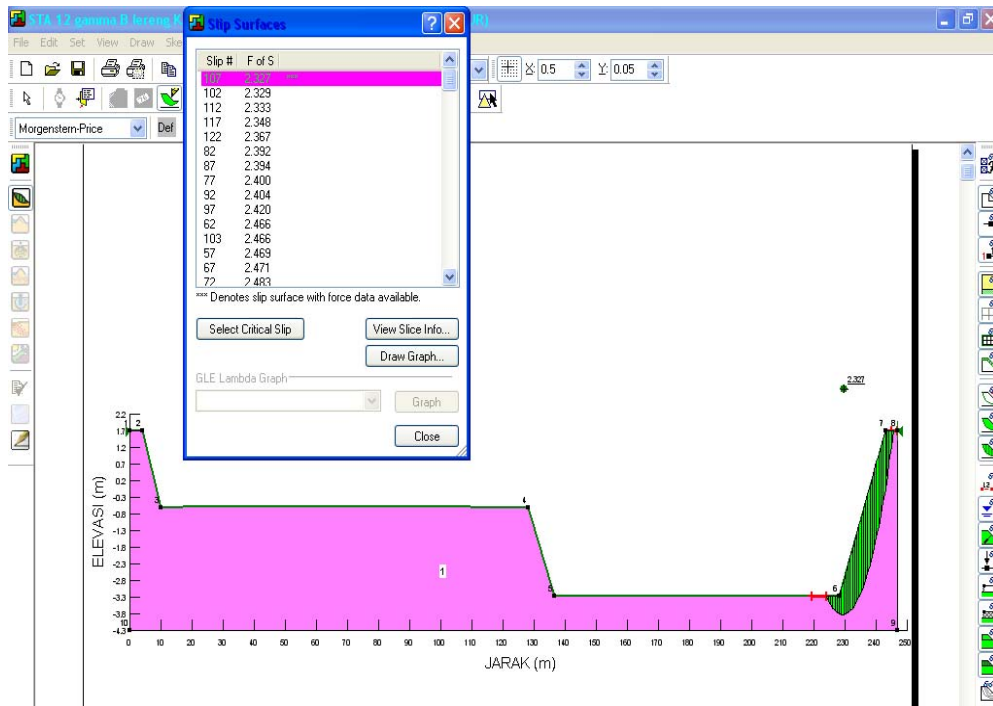 STA 12 gamma B lereng K
UR)
Slip Surfaces
File Edit Set View Draw Ske
X: 0.5 Y: 0.05
Morgenstern-Price
Def
Slip # F of S
107 2.327 ***
102 2.329
112 2.333
117 2.348
122 2.367
82 2.392
87 2.394
77 2.400
92 2.404
97 2.420
62 2.466
103 2.466
57 2.469
67 2.471
72 2.483
*** Denotes slip surface with force data available.
Select Critical Slip
View Slice Info...
Draw Graph...
GLE Lambda Graph
Graph
Close
2.327
2.2
1.7
1.2
0.7
0.2
-0.3
-0.8
-1.3
-1.8
-2.3
-2.8
-3.3
-3.8
-4.3
ELEVASI (m)
1 2
3
4
5
6
7 8
9
10
1
0 10 20 30 40 50 60 70 80 90 100 110 120 130 140 150 160 170 180 190 200 210 220 230 240 250
JARAK (m)